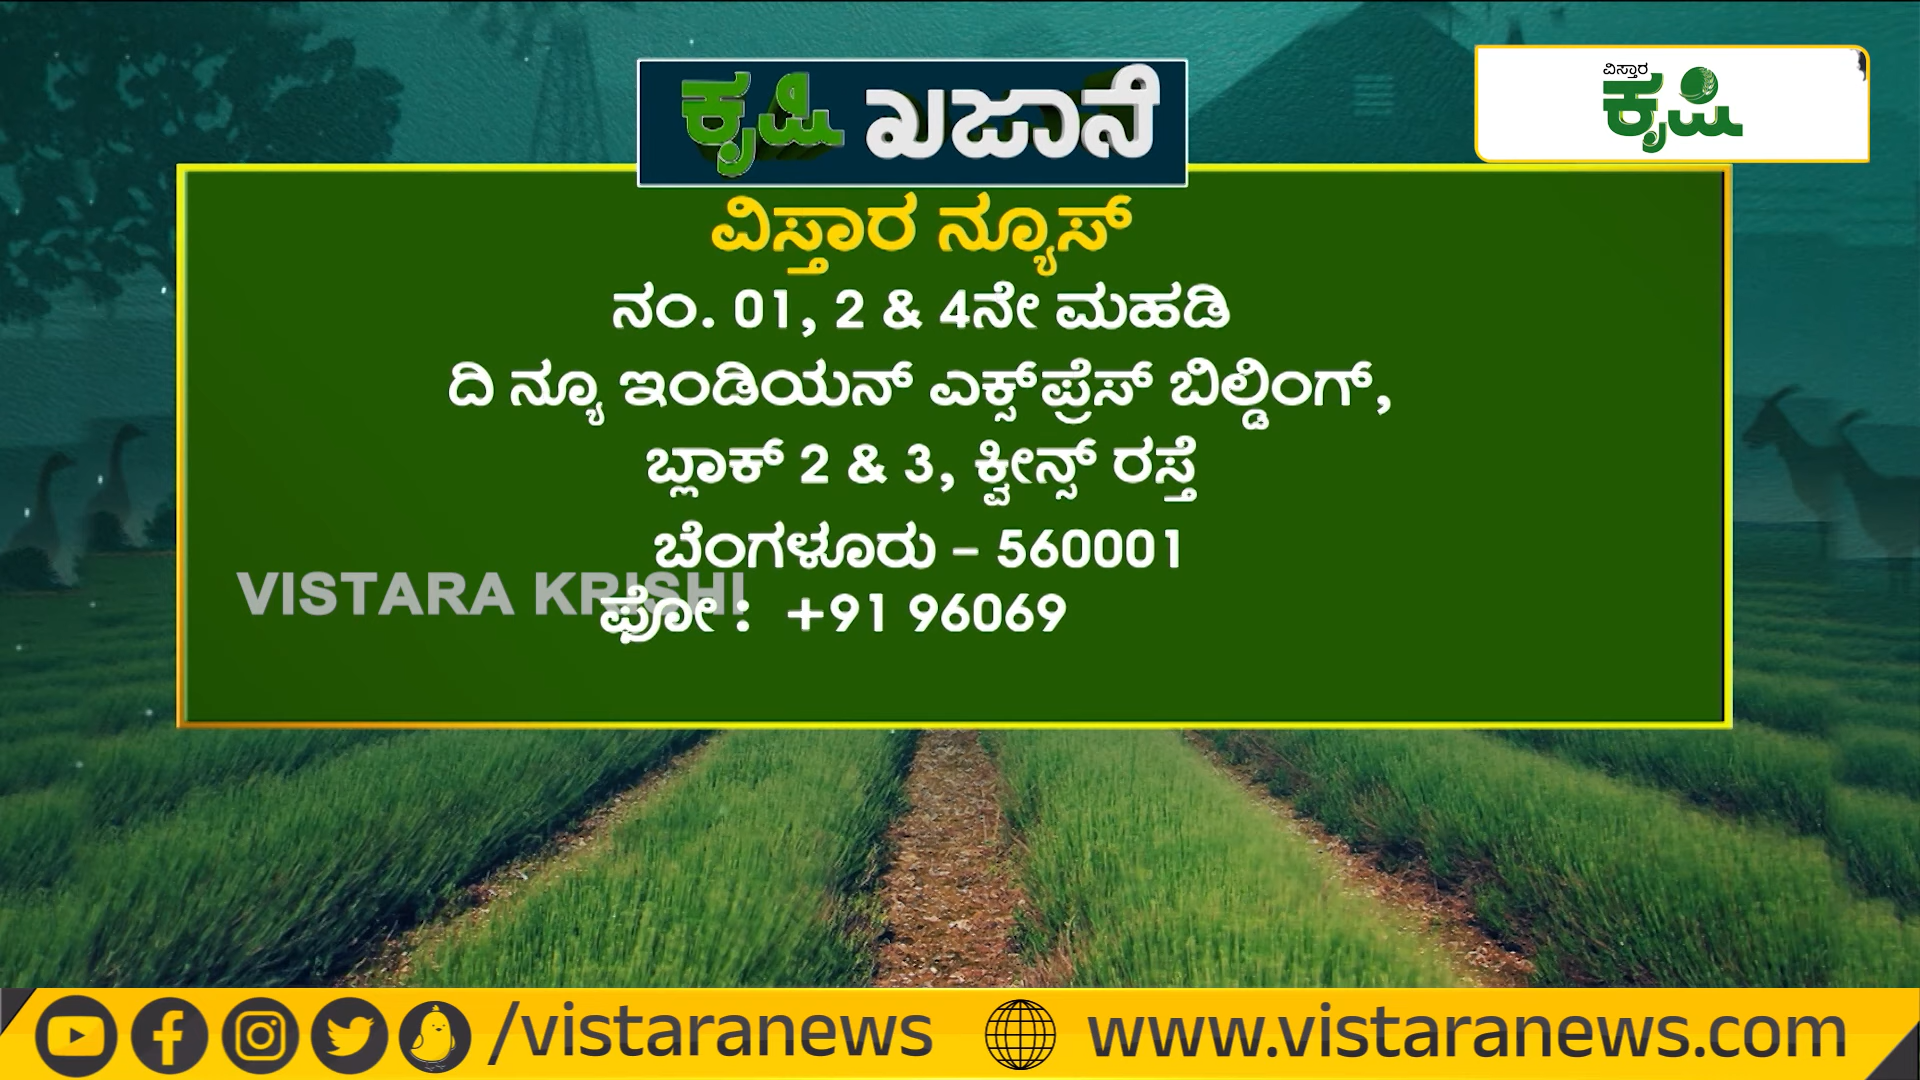 ಕೃಷಿ ಖಜಾನೆ
ವಿಸ್ತಾರ
ಕೃಷಿ
ವಿಸ್ತಾರ ನ್ಯೂಸ್
ನಂ. 01, 2 & 4ನೇ ಮಹಡಿ
ದಿ ನ್ಯೂ ಇಂಡಿಯನ್ ಎಕ್ಸ್‌ಪ್ರೆಸ್ ಬಿಲ್ಡಿಂಗ್,
ಬ್ಲಾಕ್ 2 & 3, ಕ್ವೀನ್ಸ್ ರಸ್ತೆ
ಬೆಂಗಳೂರು – 560001
VISTARA KRISHI
ಫೋ : +91 96069
/vistaranews www.vistaranews.com